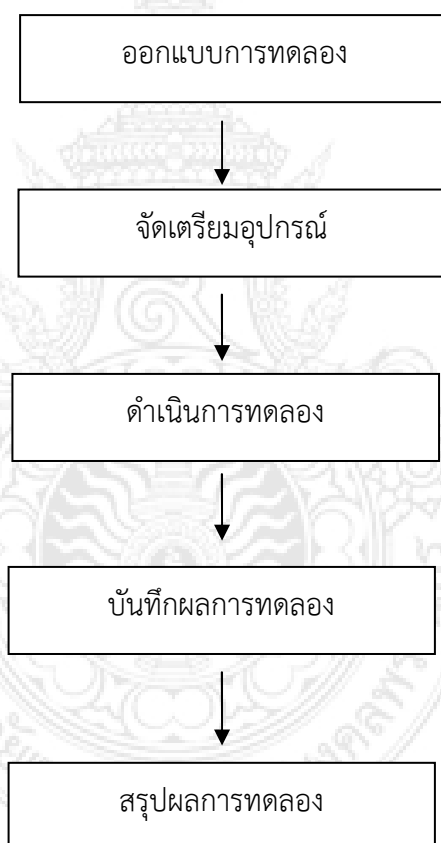 ออกแบบการทดลอง
จัดเตรียมอุปกรณ์
ดำเนินการทดลอง
บันทึกผลการทดลอง
สรุปผลการทดลอง